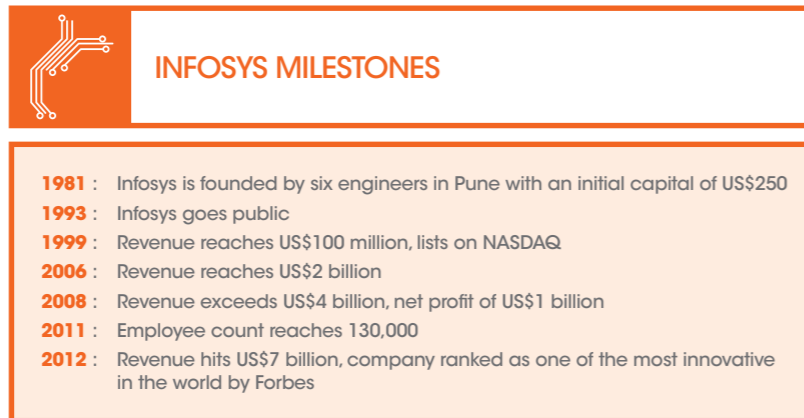 INFOSYS MILESTONES
1981 : Infosys is founded by six engineers in Pune with an initial capital of US$250
1993 : Infosys goes public
1999 : Revenue reaches US$100 million, lists on NASDAQ
2006 : Revenue reaches US$2 billion
2008 : Revenue exceeds US$4 billion, net profit of US$1 billion
2011 : Employee count reaches 130,000
2012 : Revenue hits US$7 billion, company ranked as one of the most innovative
in the world by Forbes